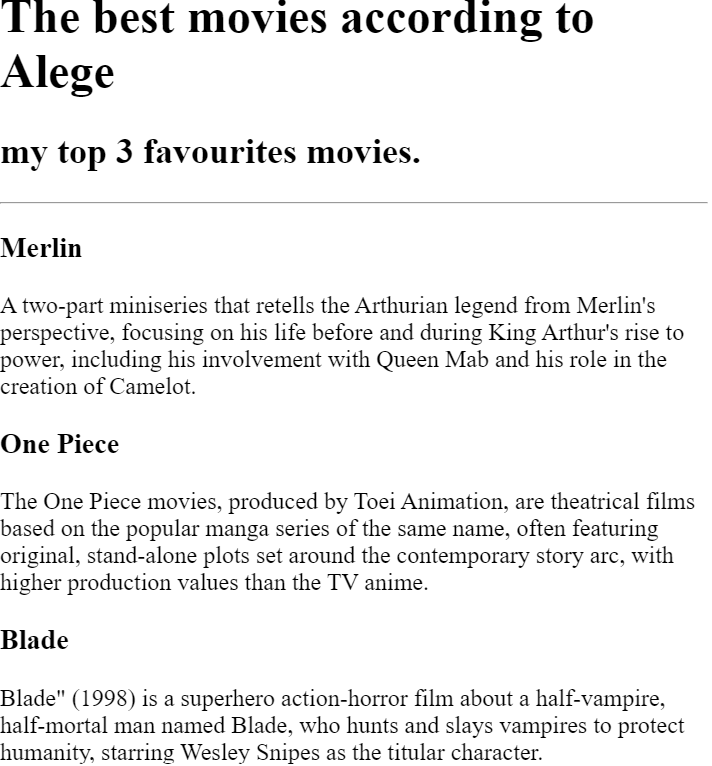 The best movies according to
Alege
my top 3 favourites movies.
Merlin
A two-part miniseries that retells the Arthurian legend from Merlin's
perspective, focusing on his life before and during King Arthur's rise to
power, including his involvement with Queen Mab and his role in the
creation of Camelot.
One Piece
The One Piece movies, produced by Toei Animation, are theatrical films
based on the popular manga series of the same name, often featuring
original, stand-alone plots set around the contemporary story arc, with
higher production values than the TV anime.
Blade
Blade" (1998) is a superhero action-horror film about a half-vampire,
half-mortal man named Blade, who hunts and slays vampires to protect
humanity, starring Wesley Snipes as the titular character.